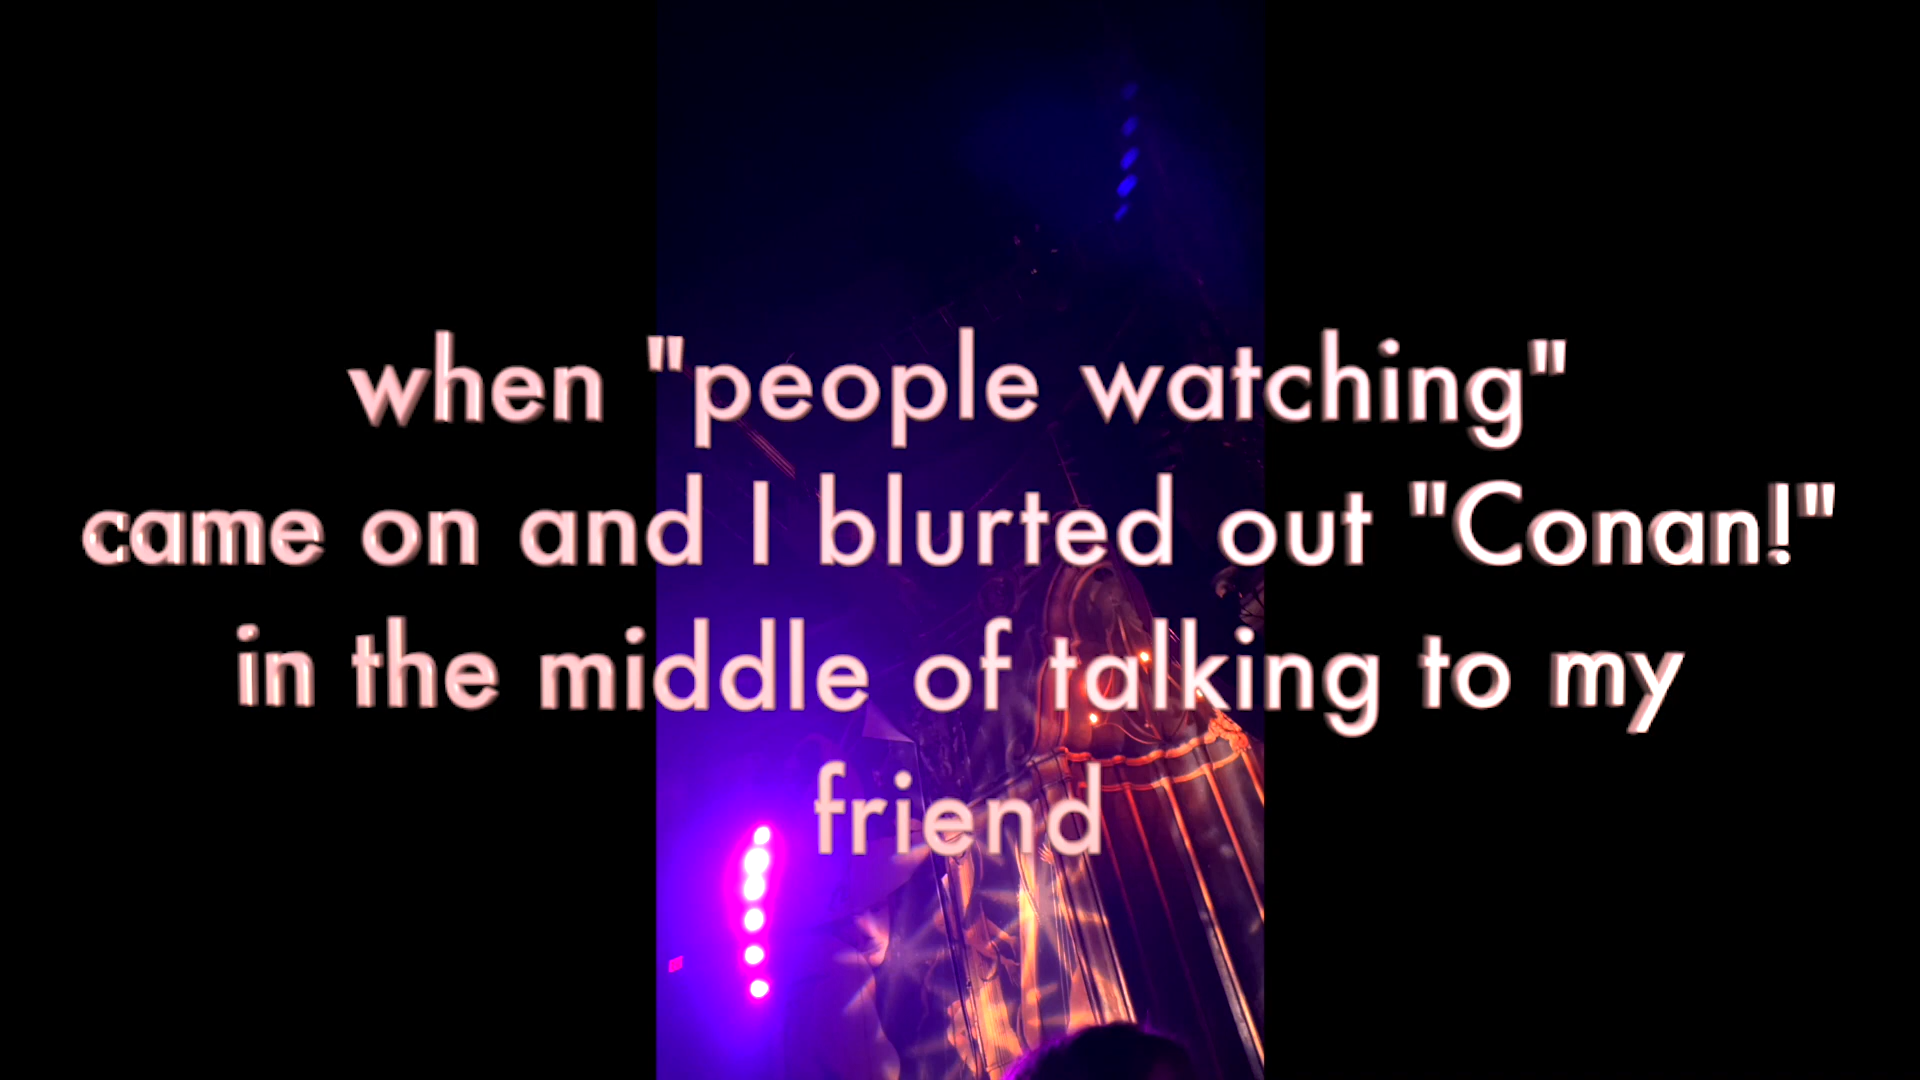 when "people watching"
came on and I blurted out "Conan!"
in the middle of talking to my
friend